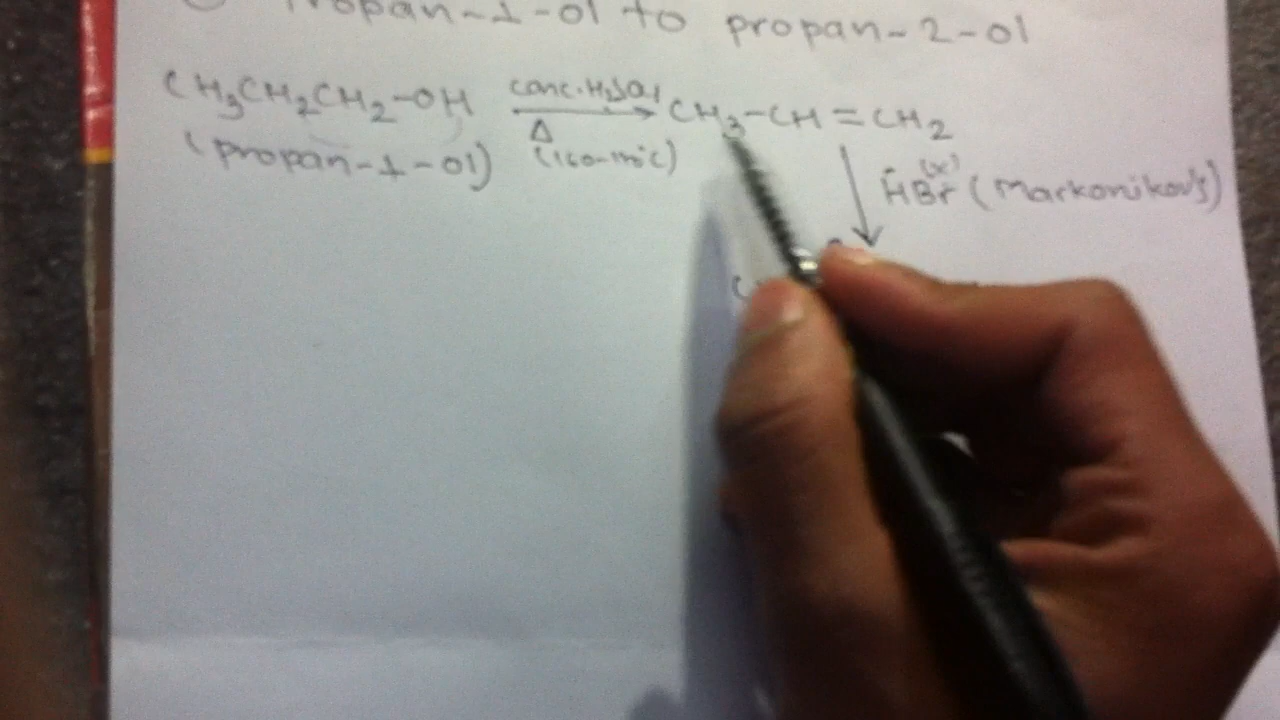 Propan-1-ol to propan-2-ol
CH3CH2CH2-OH conc.H2SO4 CH3-CH=CH2
Δ
(propan-1-ol) (160-170c)
HBr (Markonikov's)